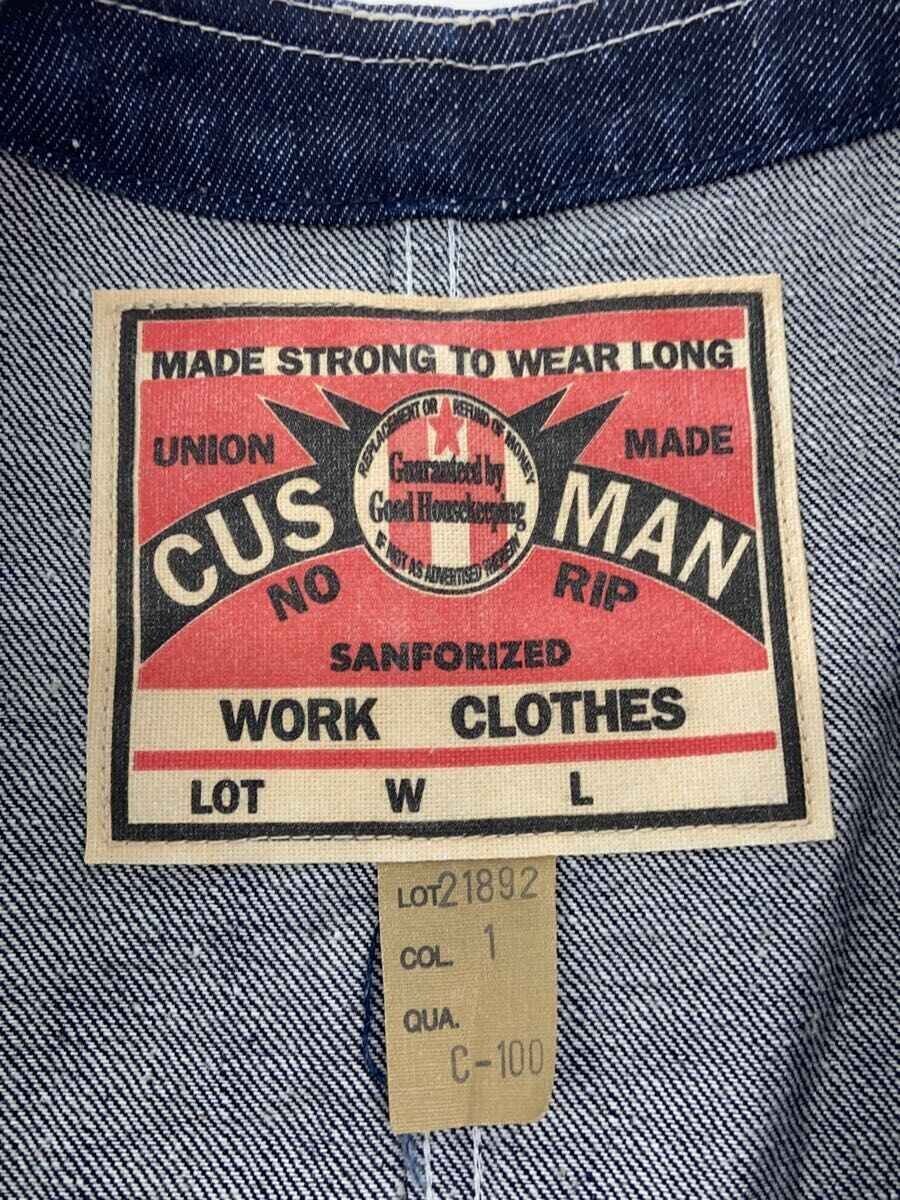 MADE STRONG TO WEAR LONG
UNION MADE
REPLACEMENT OR REFUND OF MONEY
Guaranteed by
Good Housekeeping
IF NOT AS ADVERTISED THEREIN
CUS MAN
NO RIP
SANFORIZED
WORK CLOTHES
LOT W L
LOT 21892
COL. 1
QUA.
C-100